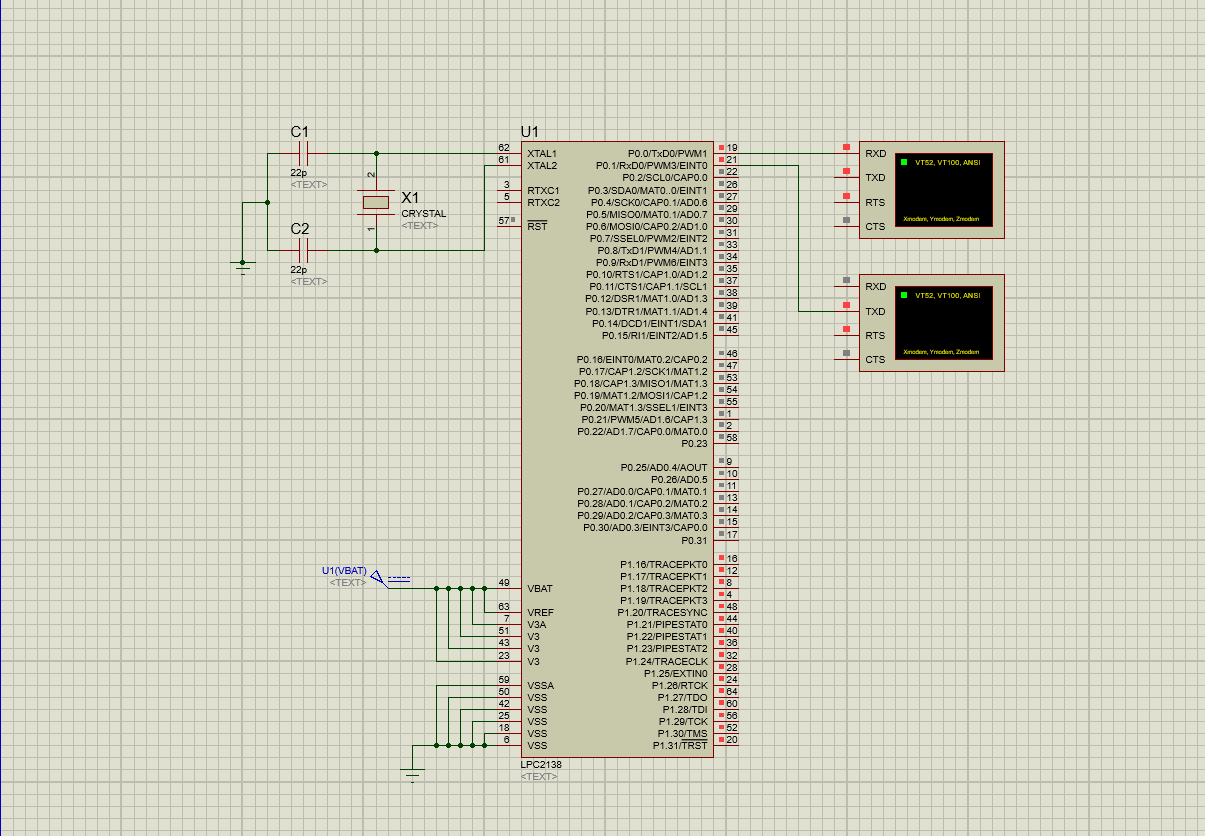 C1
22p
<TEXT>
2
X1
CRYSTAL
<TEXT>
1
C2
22p
<TEXT>
U1
62 XTAL1
61 XTAL2
3 RTXC1
5 RTXC2
57 RST
P0.0/TxD0/PWM1 19
P0.1/RxD0/PWM3/EINT0 21
P0.2/SCL0/CAP0.0 22
P0.3/SDA0/MAT0..0/EINT1 26
P0.4/SCK0/CAP0.1/AD0.6 27
P0.5/MISO0/MAT0.1/AD0.7 29
P0.6/MOSI0/CAP0.2/AD1.0 30
P0.7/SSEL0/PWM2/EINT2 31
P0.8/TxD1/PWM4/AD1.1 33
P0.9/RxD1/PWM6/EINT3 34
P0.10/RTS1/CAP1.0/AD1.2 35
P0.11/CTS1/CAP1.1/SCL1 37
P0.12/DSR1/MAT1.0/AD1.3 38
P0.13/DTR1/MAT1.1/AD1.4 39
P0.14/DCD1/EINT1/SDA1 41
P0.15/RI1/EINT2/AD1.5 45
P0.16/EINT0/MAT0.2/CAP0.2 46
P0.17/CAP1.2/SCK1/MAT1.2 47
P0.18/CAP1.3/MISO1/MAT1.3 53
P0.19/MAT1.2/MOSI1/CAP1.2 54
P0.20/MAT1.3/SSEL1/EINT3 55
P0.21/PWM5/AD1.6/CAP1.3 1
P0.22/AD1.7/CAP0.0/MAT0.0 2
P0.23 58
P0.25/AD0.4/AOUT 9
P0.26/AD0.5 10
P0.27/AD0.0/CAP0.1/MAT0.1 11
P0.28/AD0.1/CAP0.2/MAT0.2 13
P0.29/AD0.2/CAP0.3/MAT0.3 14
P0.30/AD0.3/EINT3/CAP0.0 15
P0.31 17
P1.16/TRACEPKT0 16
P1.17/TRACEPKT1 12
P1.18/TRACEPKT2 8
P1.19/TRACEPKT3 4
P1.20/TRACESYNC 48
P1.21/PIPESTAT0 44
P1.22/PIPESTAT1 40
P1.23/PIPESTAT2 36
P1.24/TRACECLK 32
P1.25/EXTIN0 28
P1.26/RTCK 24
P1.27/TDO 64
P1.28/TDI 60
P1.29/TCK 56
P1.30/TMS 52
P1.31/TRST 20
U1(VBAT)
<TEXT>
49 VBAT
63 VREF
7 V3A
51 V3
43 V3
23 V3
59 VSSA
50 VSS
42 VSS
25 VSS
18 VSS
6 VSS
LPC2138
<TEXT>
RXD
TXD
RTS
CTS
VT52, VT100, ANSI
Xmodem, Ymodem, Zmodem
RXD
TXD
RTS
CTS
VT52, VT100, ANSI
Xmodem, Ymodem, Zmodem